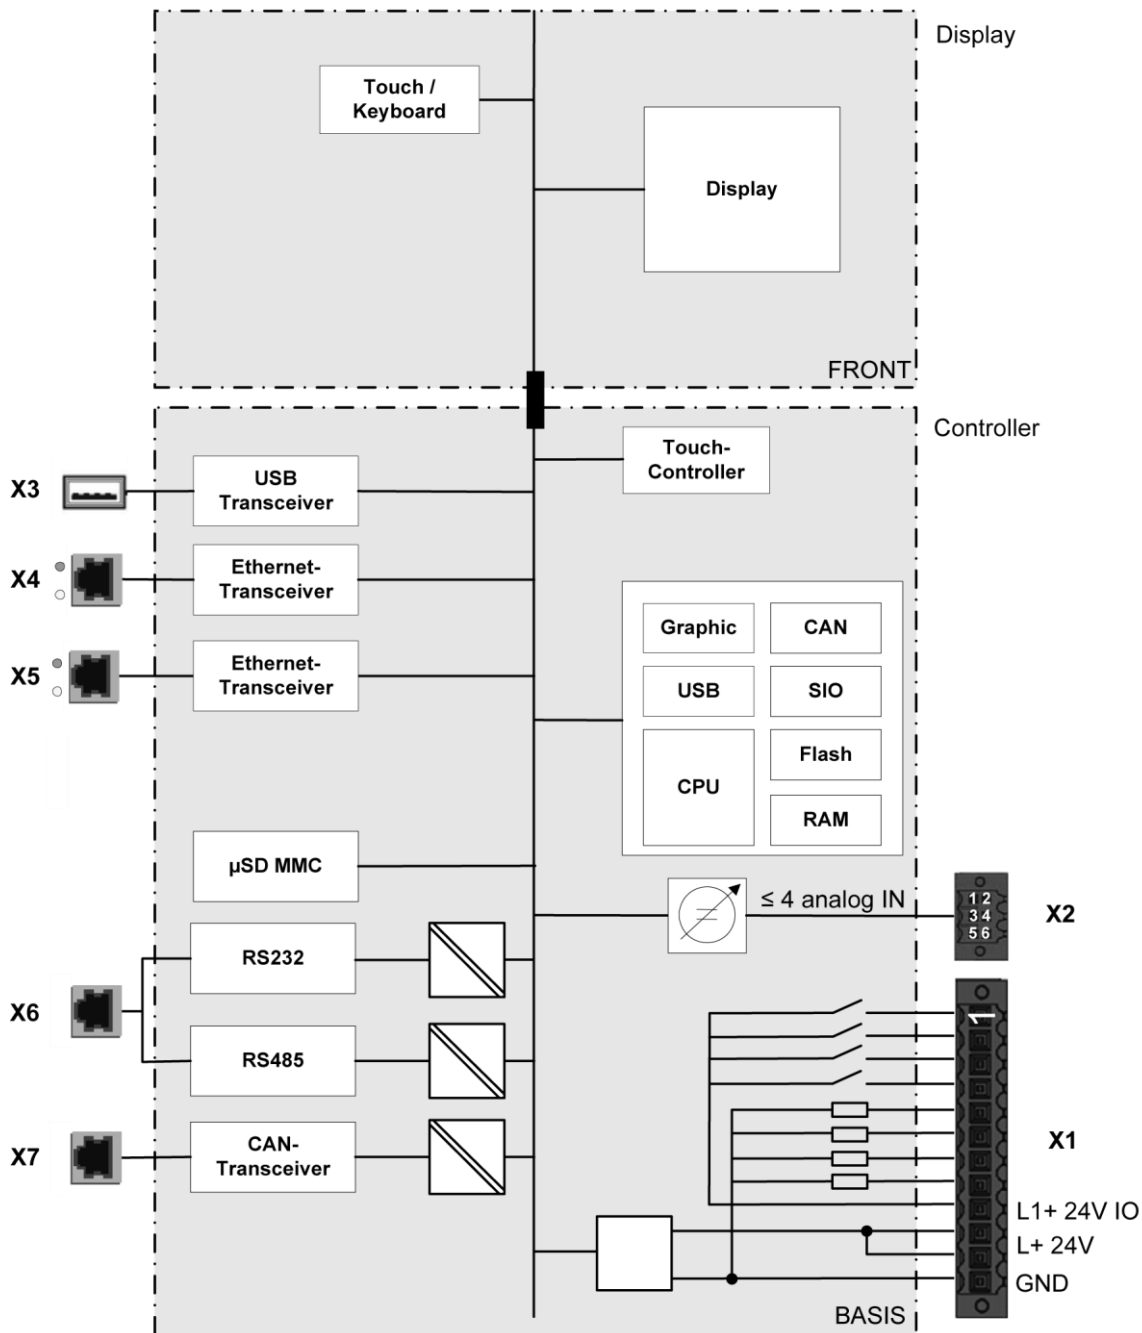 Display
Touch /
Keyboard
Display
FRONT
Controller
Touch-
Controller
X3
USB
Transceiver
X4
Ethernet-
Transceiver
X5
Ethernet-
Transceiver
Graphic
CAN
USB
SIO
CPU
Flash
RAM
µSD MMC
≤ 4 analog IN
1 2
3 4
5 6
X2
RS232
X6
RS485
1
X7
CAN-
Transceiver
X1
L1+ 24V IO
L+ 24V
GND
BASIS